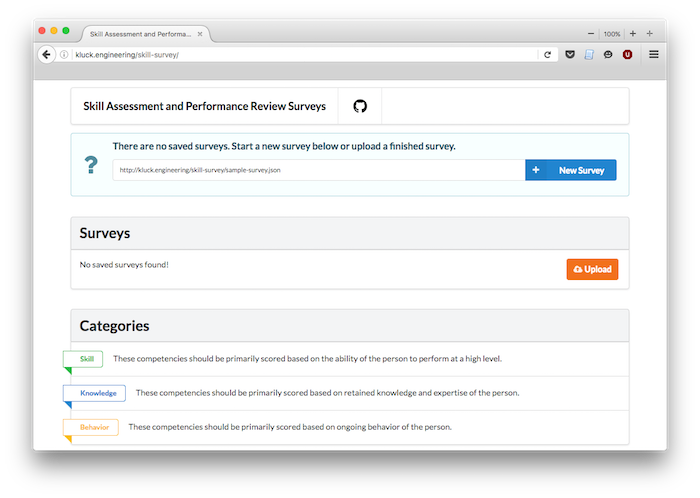 Skill Assessment and Performa...
100%
kluck.engineering/skill-survey/
Skill Assessment and Performance Review Surveys
There are no saved surveys. Start a new survey below or upload a finished survey.
http://kluck.engineering/skill-survey/sample-survey.json
New Survey
Surveys
No saved surveys found!
Upload
Categories
Skill These competencies should be primarily scored based on the ability of the person to perform at a high level.
Knowledge These competencies should be primarily scored based on retained knowledge and expertise of the person.
Behavior These competencies should be primarily scored based on ongoing behavior of the person.